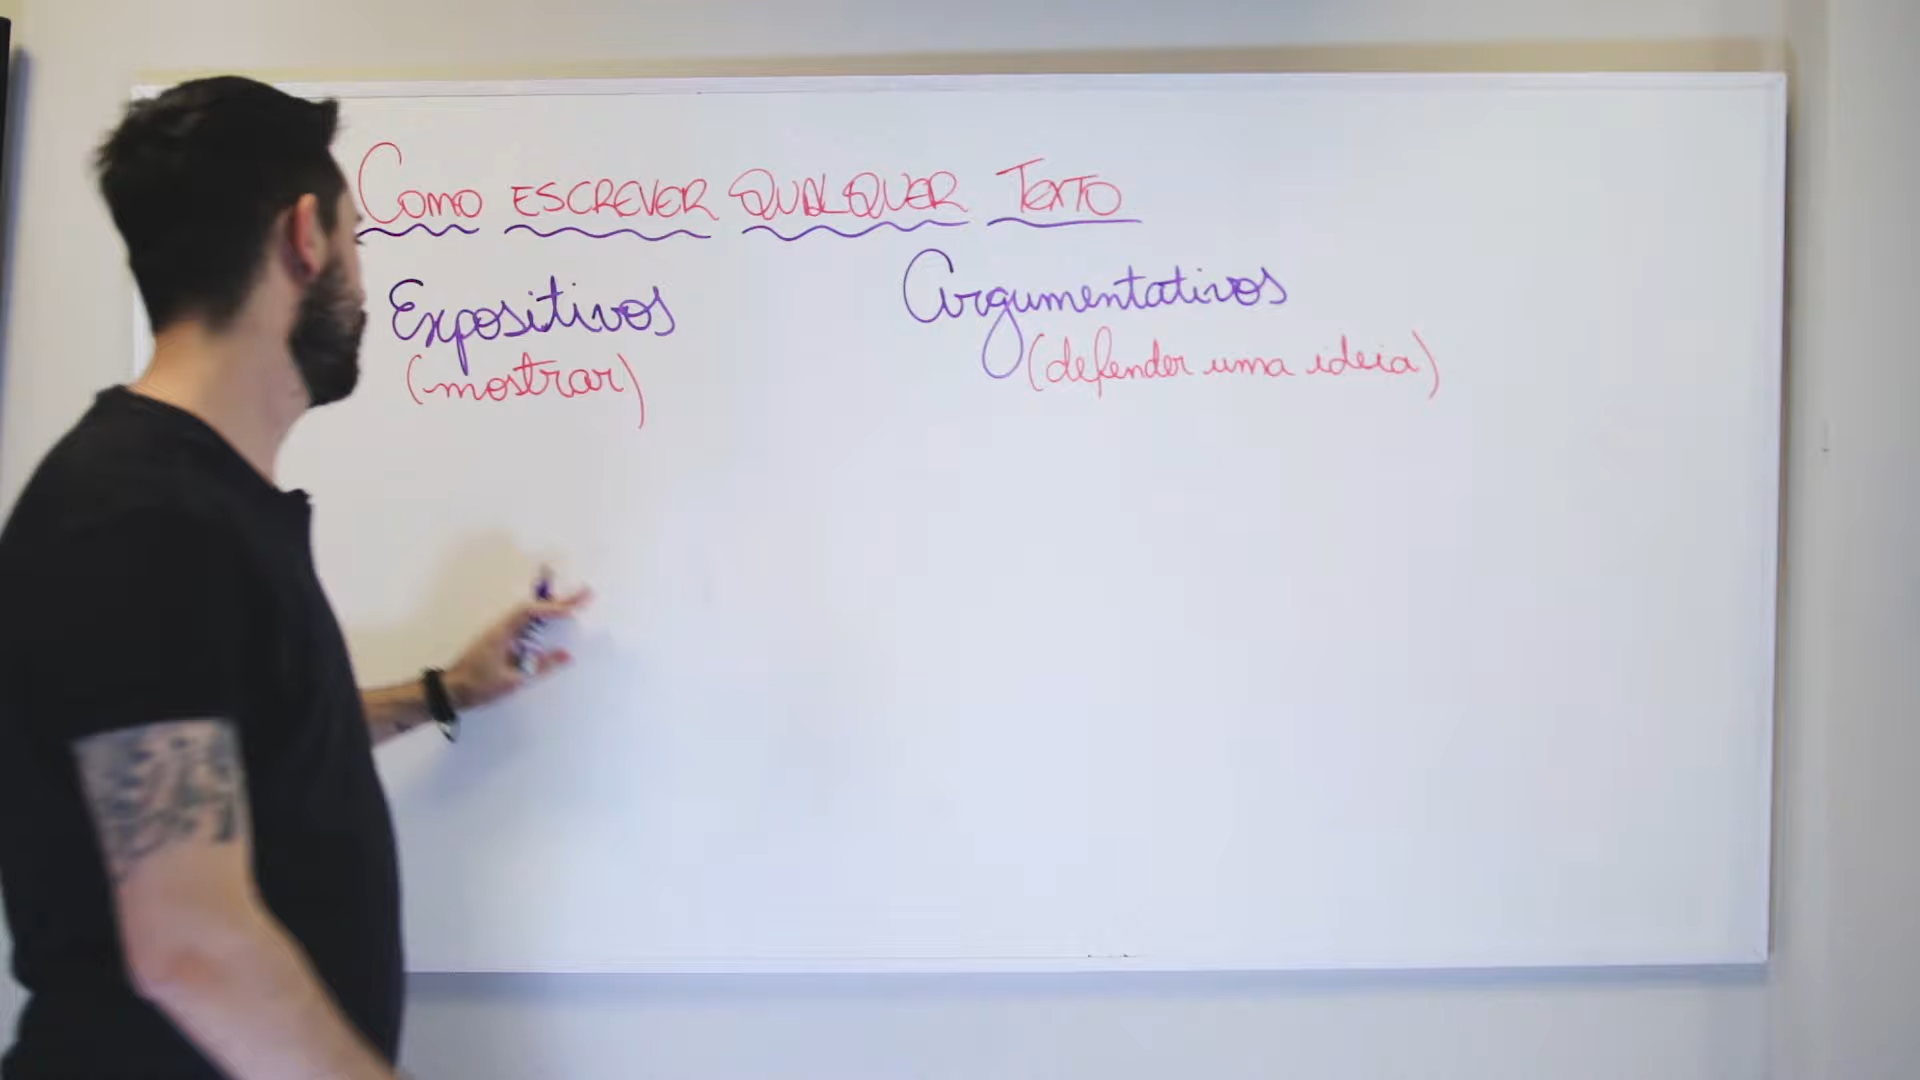 COMO ESCREVER QUALQUER TEXTO
Expositivos
(mostrar)
Argumentativos
(defender uma ideia)